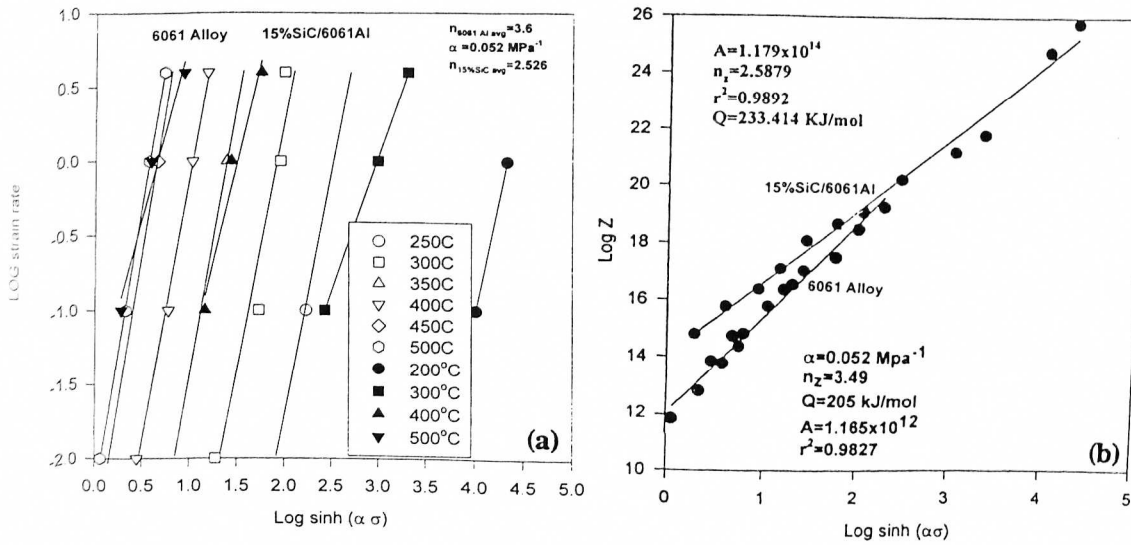 6061 Alloy
15%SiC/6061Al
n6061 Al avg=3.6
α =0.052 MPa-1
n15%SiC avg=2.526
1.0
0.5
0.0
-0.5
-1.0
-1.5
-2.0
LOG strain rate
250C
300C
350C
400C
450C
500C
200°C
300°C
400°C
500°C
(a)
0.0 0.5 1.0 1.5 2.0 2.5 3.0 3.5 4.0 4.5 5.0
Log sinh (α σ)
26
24
22
20
18
16
14
12
10
Log Z
A=1.179x10^14
nz=2.5879
r2=0.9892
Q=233.414 KJ/mol
15%SiC/6061Al
6061 Alloy
α=0.052 Mpa-1
nZ=3.49
Q=205 kJ/mol
A=1.165x10^12
r2=0.9827
(b)
0 1 2 3 4 5
Log sinh (ασ)